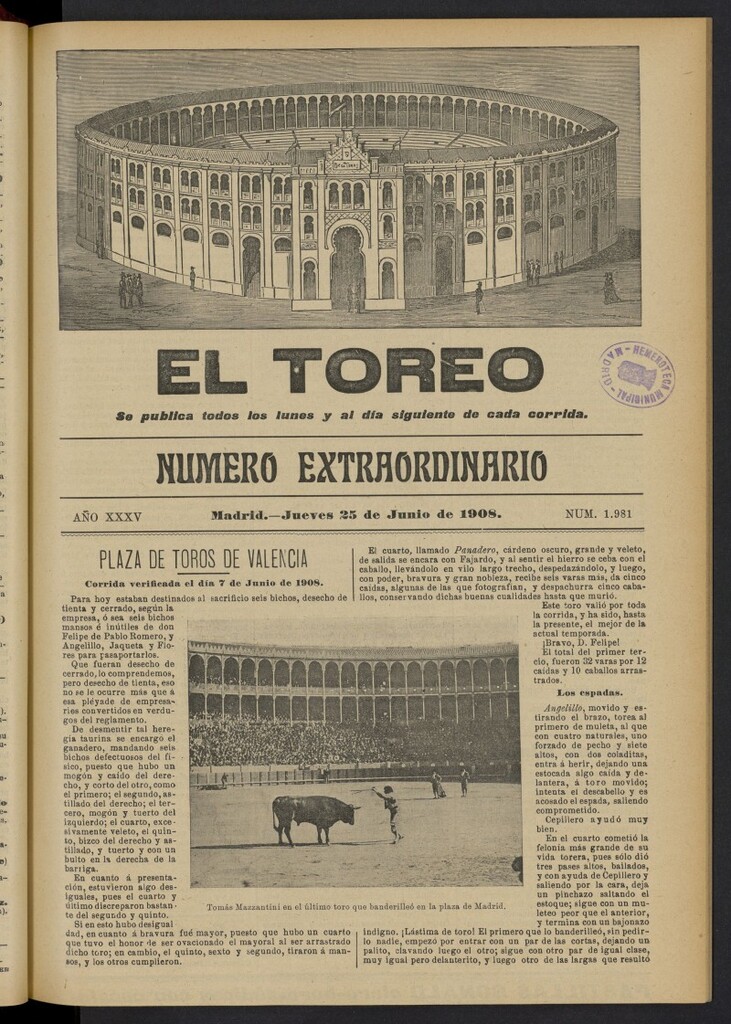 EL TOREO
HEMEROTECA MUNICIPAL - MADRID -
Se publica todos los lunes y al día siguiente de cada corrida.
NUMERO EXTRAORDINARIO
AÑO XXXV
Madrid.—Jueves 25 de Junio de 1908.
NUM. 1.981
PLAZA DE TOROS DE VALENCIA
Corrida verificada el día 7 de Junio de 1908.
Para hoy estaban destinados al sacrificio seis bichos, desecho de
tienta y cerrado, según la
empresa, ó sea seis bichos
mansos é inútiles de don
Felipe de Pablo Romero, y
Angelillo, Jaqueta y Flo-
res para pasaportarlos.
Que fueran desecho de
cerrado, lo comprendemos,
pero desecho de tienta, eso
no se le ocurre más que á
esa pléyade de empresa-
ries convertidos en verdu-
gos del reglamento.
De desmentir tal here-
gia taurina se encargó el
ganadero, mandando seis
bichos defectuosos del fí-
sico, puesto que hubo un
mogón y caído del dere-
cho, y corto del otro, como
el primero; el segundo, as-
tillado del derecho; el ter-
cero, mogón y tuerto del
izquierdo; el cuarto, exce-
sivamente veleto, el quin-
to, bizco del derecho y as-
tillado, y tuerto y con un
bulto en la derecha de la
barriga.
En cuanto á presenta-
ción, estuvieron algo des-
iguales, pues el cuarto y
último discreparon bastan-
te del segundo y quinto.
Si en esto hubo desigual
dad, en cuanto á bravura fué mayor, puesto que hubo un cuarto
que tuvo el honor de ser ovacionado el mayoral al ser arrastrado
dicho toro; en cambio, el quinto, sexto y segundo, tiraron á man-
sos, y los otros cumplieron.
El cuarto, llamado Panadero, cárdeno oscuro, grande y veleto,
de salida se encara con Fajardo, y al sentir el hierro se ceba con el
caballo, llevándolo en vilo largo trecho, despedazándolo, y luego,
con poder, bravura y gran nobleza, recibe seis varas más, da cinco
caídas, algunas de las que fotografian, y despachurra cinco caba-
llos, conservando dichas buenas cualidades hasta que murió.
Este toro valió por toda
la corrida, y ha sido, hasta
la presente, el mejor de la
actual temporada.
¡Bravo, D. Felipe!
El total del primer ter-
cio, fueron 32 varas por 12
caídas y 10 caballos arras-
trados.
Los espadas.
Angelillo, movido y es-
tirando el brazo, torea al
primero de muleta, al que
con cuatro naturales, uno
forzado de pecho y siete
altos, con dos coladitas,
entra á herir, dejando una
estocada algo caída y de-
lantera, á toro movido;
intenta el descabello y es
acosado el espada, saliendo
comprometido.
Cepillero ayudó muy
bien.
En el cuarto cometió la
felonía más grande de su
vida torera, pues sólo dió
tres pases altos, bailados,
y con ayuda de Cepillero y
saliendo por la cara, deja
un pinchazo saltando el
estoque; sigue con un mu-
leteo peor que el anterior,
y termina con un bajonazo
indigno. ¡Lástima de toro! El primero que lo banderilleó, sin pedir-
lo nadie, empezó por entrar con un par de las cortas, dejando un
palito, clavando luego el otro; sigue con otro par de igual clase,
muy igual pero delanterito, y luego otro de las largas que resultó
Tomás Mazzantini en el último toro que banderilleó en la plaza de Madrid.